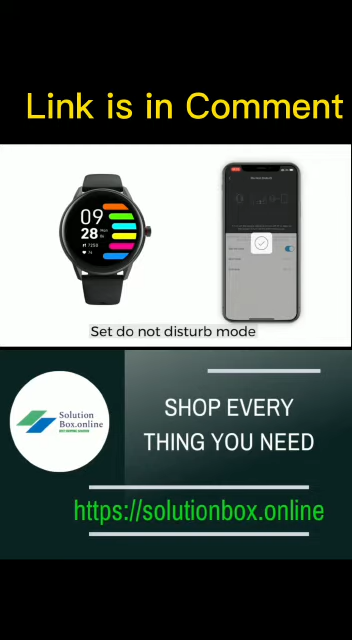 Link is in Comment
09
28
7258
Set do not disturb mode
Solution
Box.online
SHOP EVERY
THING YOU NEED
https://solutionbox.online